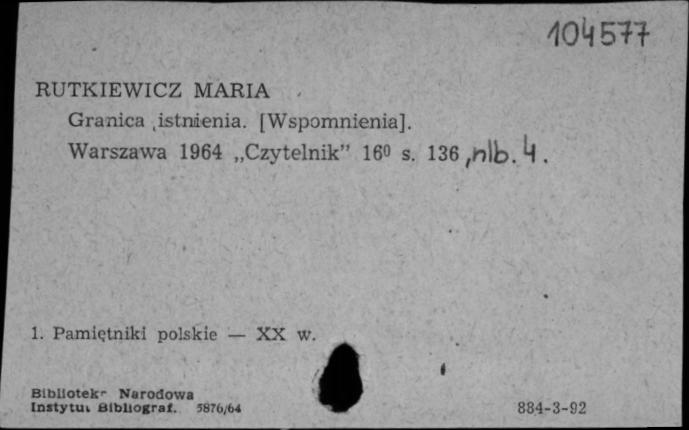 104577
RUTKIEWICZ MARIA
Granica istnienia. [Wspomnienia].
Warszawa 1964 „Czytelnik” 16⁰ s. 136, nlb. 4.
1. Pamiętniki polskie — XX w.
Bibliotek Narodowa
Instytut Bibliograf. 5876/64
884-3-92